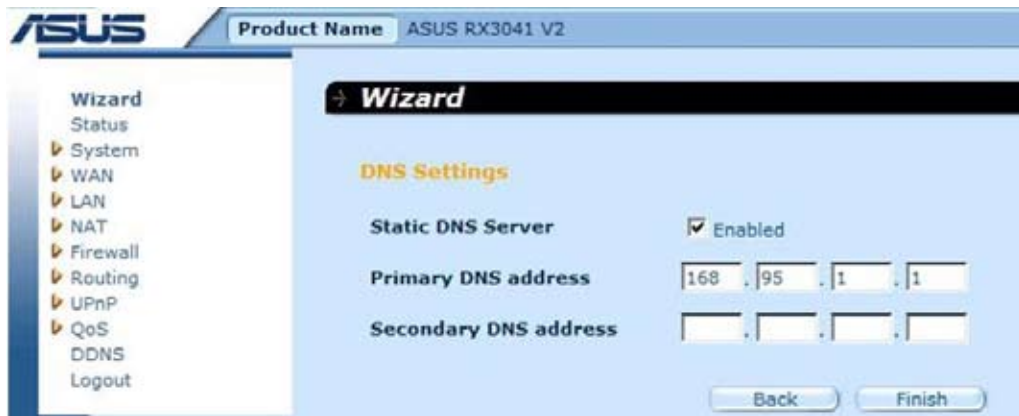 ASUS
Product Name ASUS RX3041 V2
Wizard
Status
System
WAN
LAN
NAT
Firewall
Routing
UPnP
QoS
DDNS
Logout
Wizard
DNS Settings
Static DNS Server Enabled
Primary DNS address 168 . 95 . 1 . 1
Secondary DNS address . . .
Back Finish